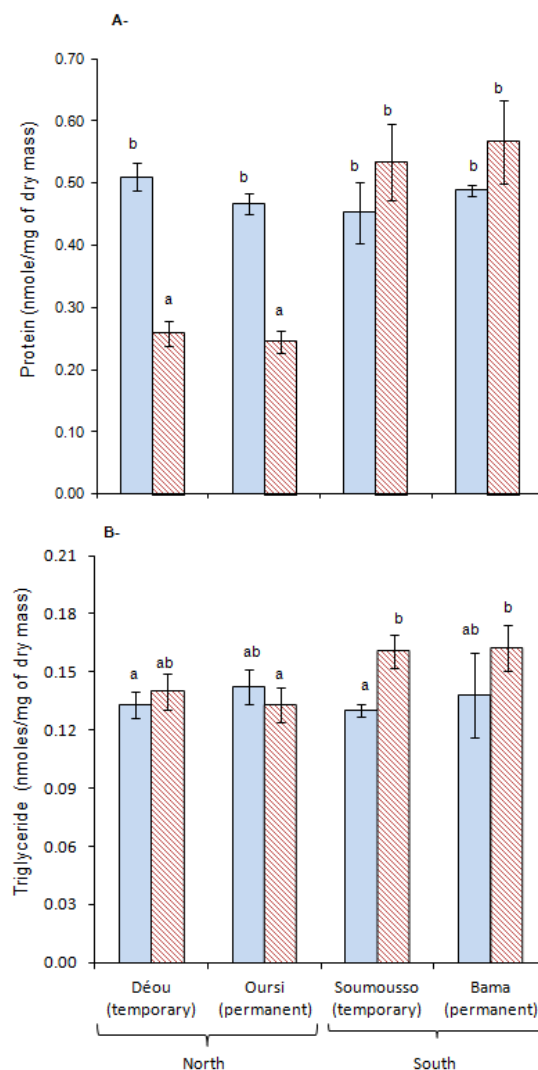 A-
Protein (nmole/mg of dry mass)
0.70
0.60
0.50
0.40
0.30
0.20
0.10
0.00
b
a
b
a
b
b
b
b
B-
Triglyceride (nmoles/mg of dry mass)
0.21
0.18
0.15
0.12
0.09
0.06
0.03
0.00
a
ab
ab
a
a
b
ab
b
Déou
(temporary)
Oursi
(permanent)
Soumousso
(temporary)
Bama
(permanent)
North
South